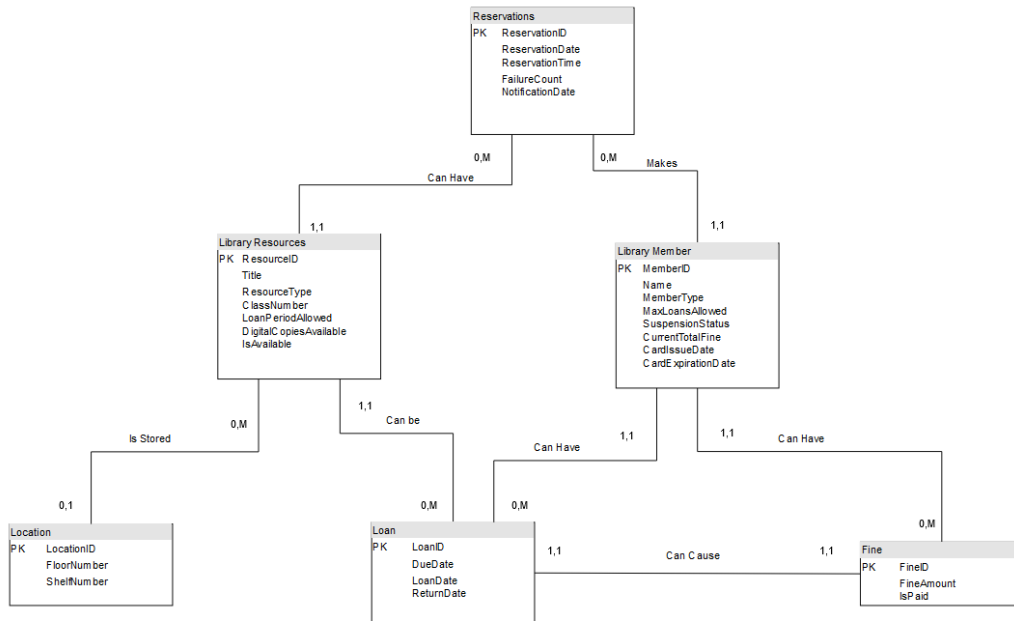 Reservations
PK ReservationID
ReservationDate
ReservationTime
FailureCount
NotificationDate
0,M
0,M
Can Have
Makes
1,1
1,1
Library Resources
PK ResourceID
Title
ResourceType
ClassNumber
LoanPeriodAllowed
DigitalCopiesAvailable
IsAvailable
Library Member
PK MemberID
Name
MemberType
MaxLoansAllowed
SuspensionStatus
CurrentTotalFine
CardIssueDate
CardExpirationDate
0,M
1,1
Is Stored
Can be
1,1
1,1
Can Have
Can Have
0,1
0,M
0,M
0,M
Location
PK LocationID
FloorNumber
ShelfNumber
Loan
PK LoanID
DueDate
LoanDate
ReturnDate
1,1
Can Cause
1,1
Fine
PK FineID
FineAmount
IsPaid